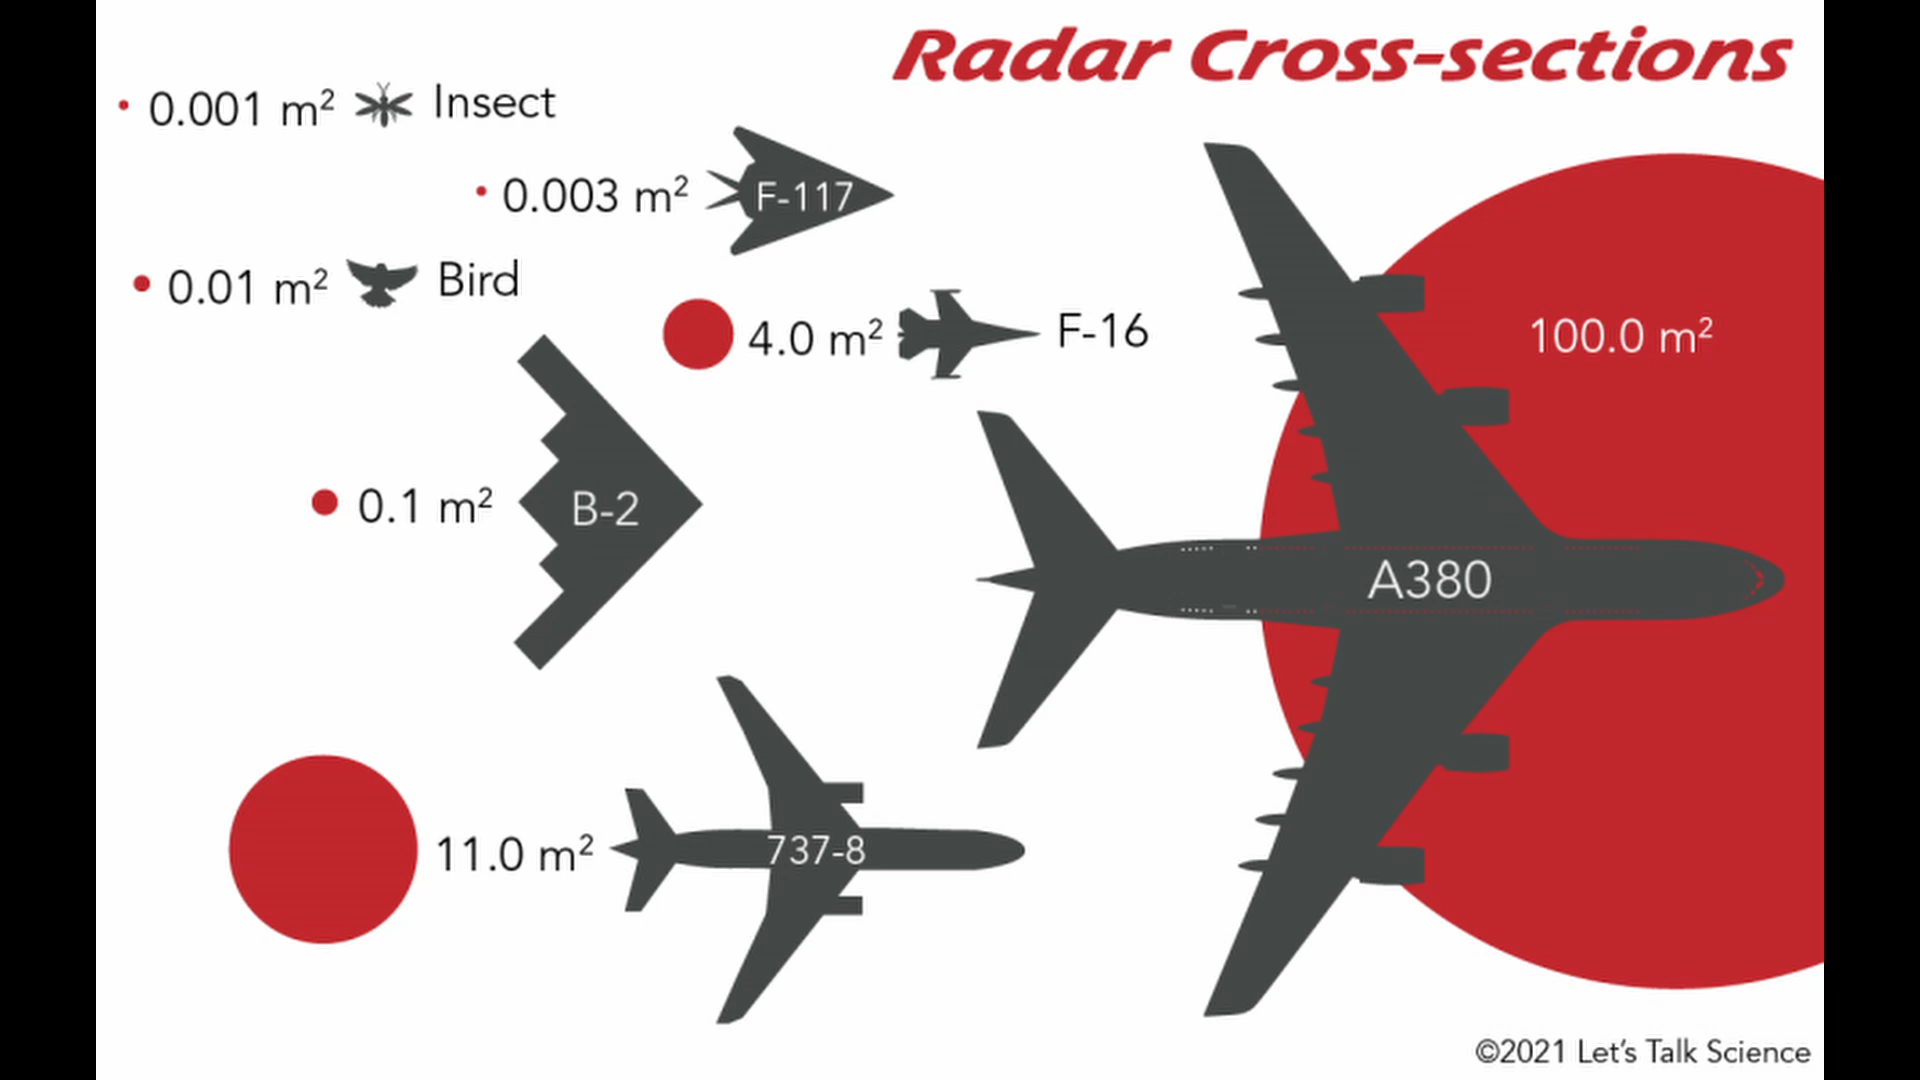 Radar Cross-sections
0.001 m² Insect
0.003 m² F-117
0.01 m² Bird
4.0 m² F-16
100.0 m²
0.1 m² B-2
A380
11.0 m² 737-8
©2021 Let's Talk Science